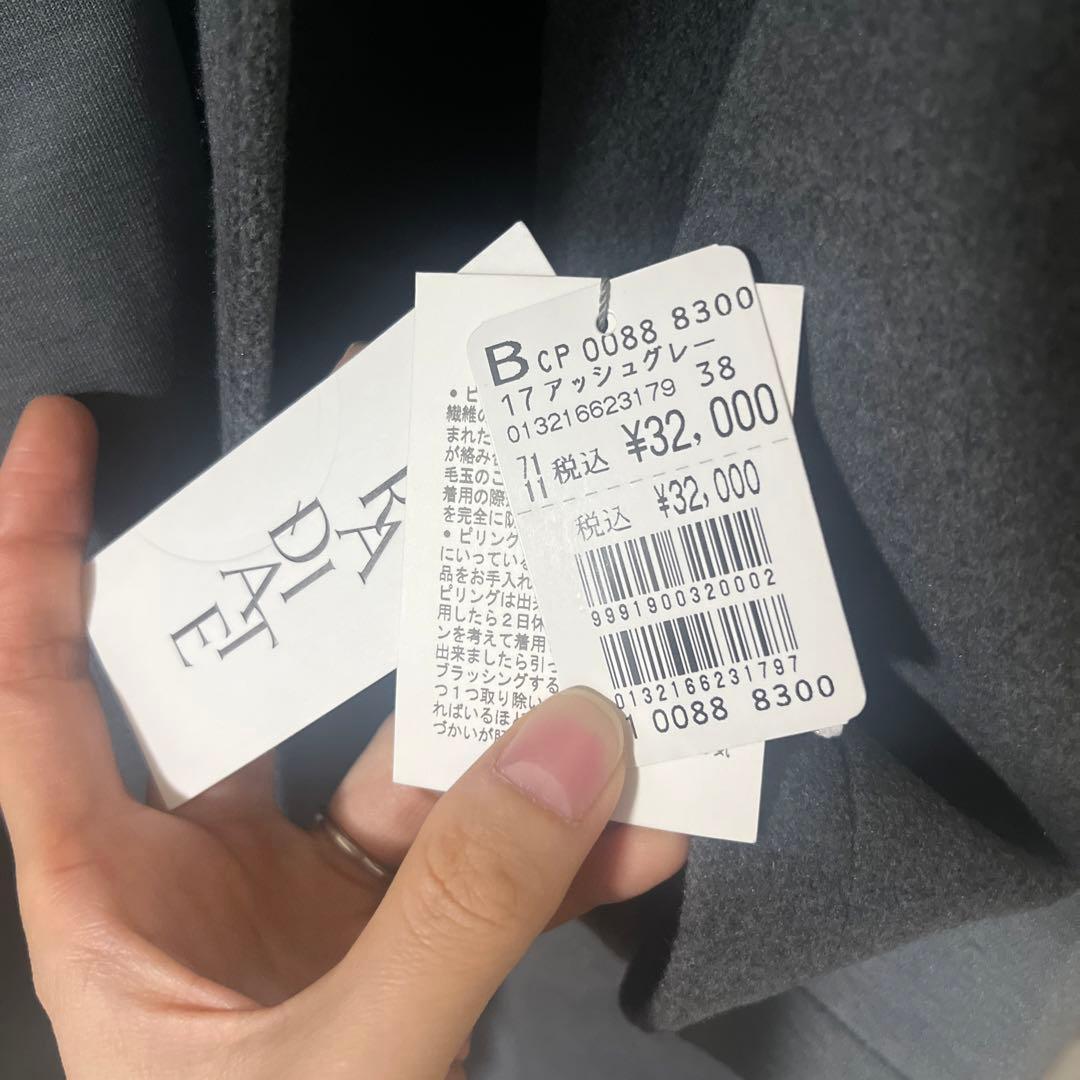 RA
DI
AT
E
● ピ
繊維の
まれた
が絡み
毛玉のこ
着用の際
を完全に
● ピリング
にいっている
品をお手入れ
ピリングは出来
用したら2日休
ンを考えて着用
出来ましたら引っ
ブラッシングする
つ1つ取り除い
ればいるほ
づかいが
B CP 0088 8300
17 アッシュグレー
013216623179 38
71
11 税込 ¥32,000
税込 ¥32,000
9991900320002
0132166231797
1 0088 8300